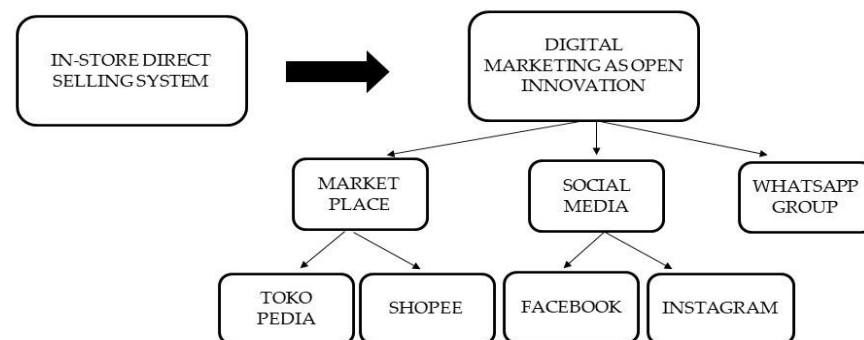 IN-STORE DIRECT
SELLING SYSTEM
DIGITAL
MARKETING AS OPEN
INNOVATION
MARKET
PLACE
SOCIAL
MEDIA
WHATSAPP
GROUP
TOKO
PEDIA
SHOPEE
FACEBOOK
INSTAGRAM